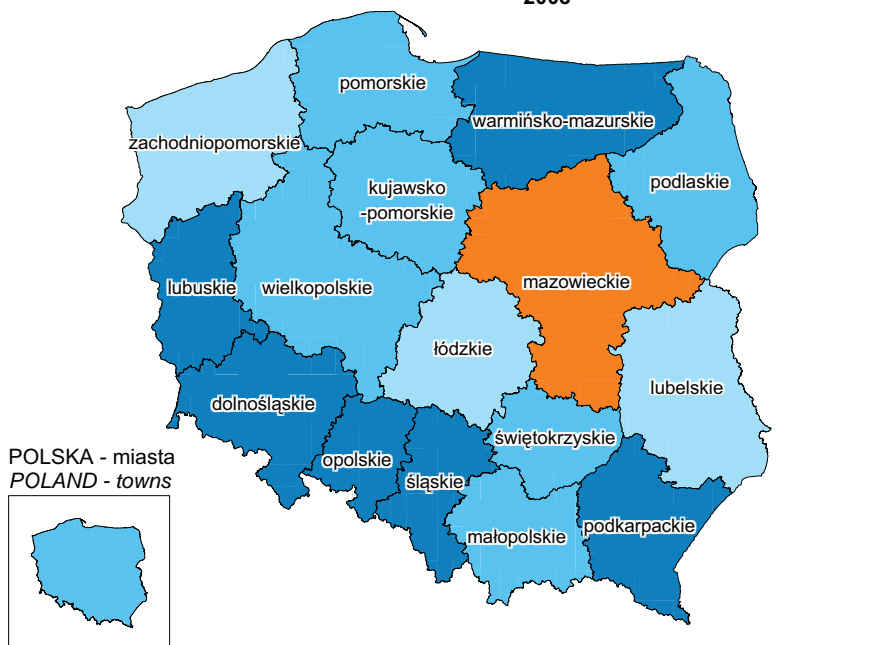 pomorskie
warmińsko-mazurskie
zachodniopomorskie
podlaskie
kujawsko
-pomorskie
mazowieckie
lubuskie
wielkopolskie
łódzkie
lubelskie
dolnośląskie
świętokrzyskie
opolskie
śląskie
małopolskie
podkarpackie
POLSKA - miasta
POLAND - towns